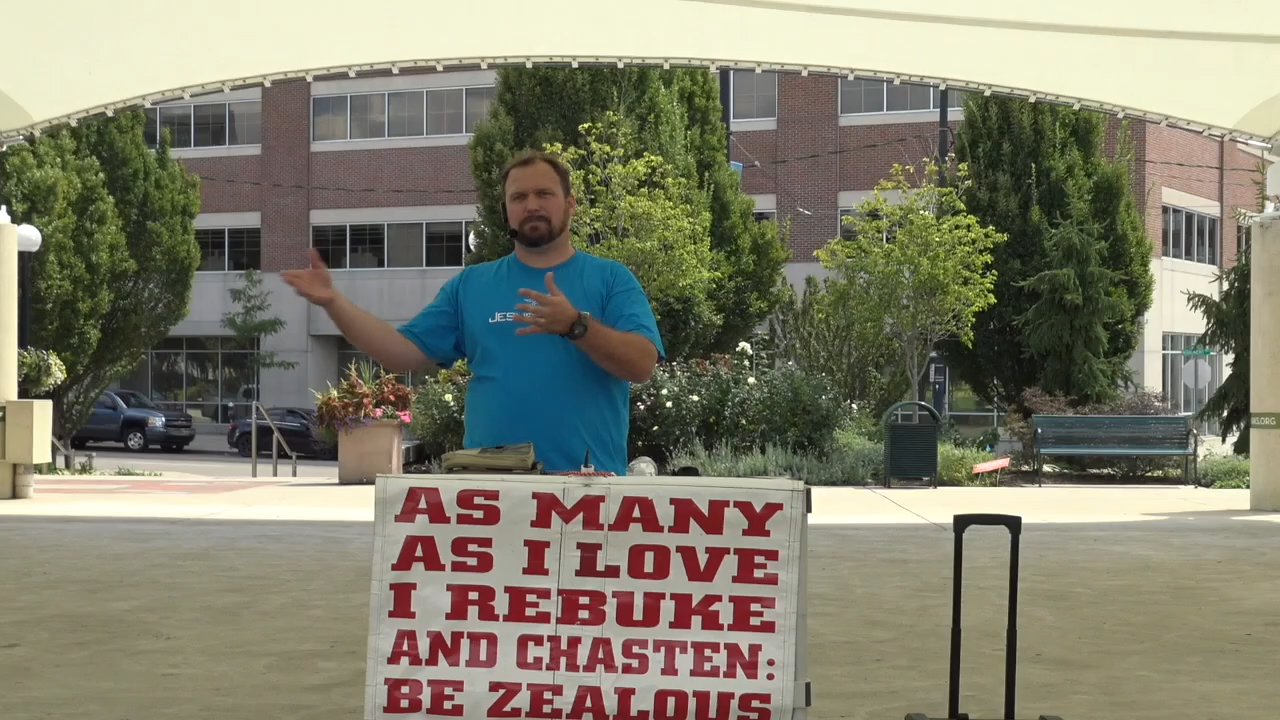 AS MANY
AS I LOVE
I REBUKE
AND CHASTEN:
BE ZEALOUS